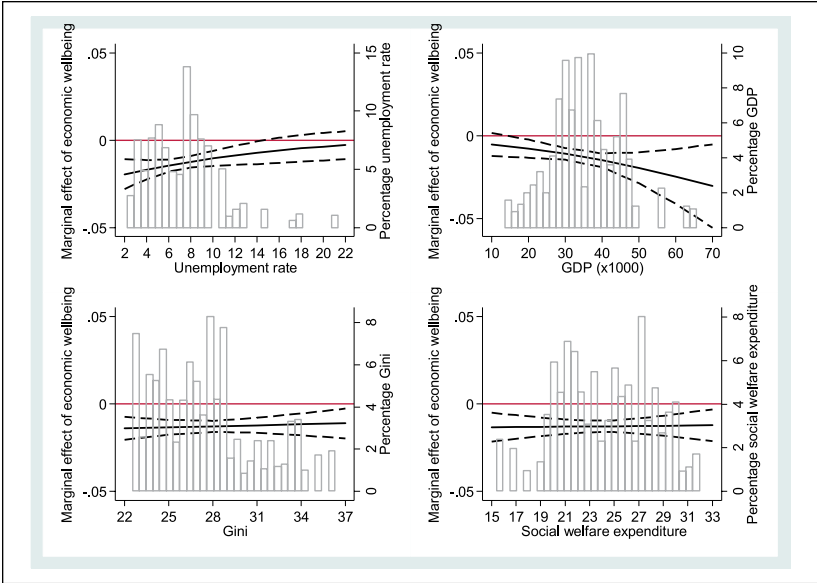 Marginal effect of economic wellbeing
.05
0
-.05
15
10
5
0
Percentage unemployment rate
2 4 6 8 10 12 14 16 18 20 22
Unemployment rate
Marginal effect of economic wellbeing
.05
0
-.05
10
8
6
4
2
0
Percentage GDP
10 20 30 40 50 60 70
GDP (x1000)
Marginal effect of economic wellbeing
.05
0
-.05
8
6
4
2
0
Percentage Gini
22 25 28 31 34 37
Gini
Marginal effect of economic wellbeing
.05
0
-.05
8
6
4
2
0
Percentage social welfare expenditure
15 17 19 21 23 25 27 29 31 33
Social welfare expenditure